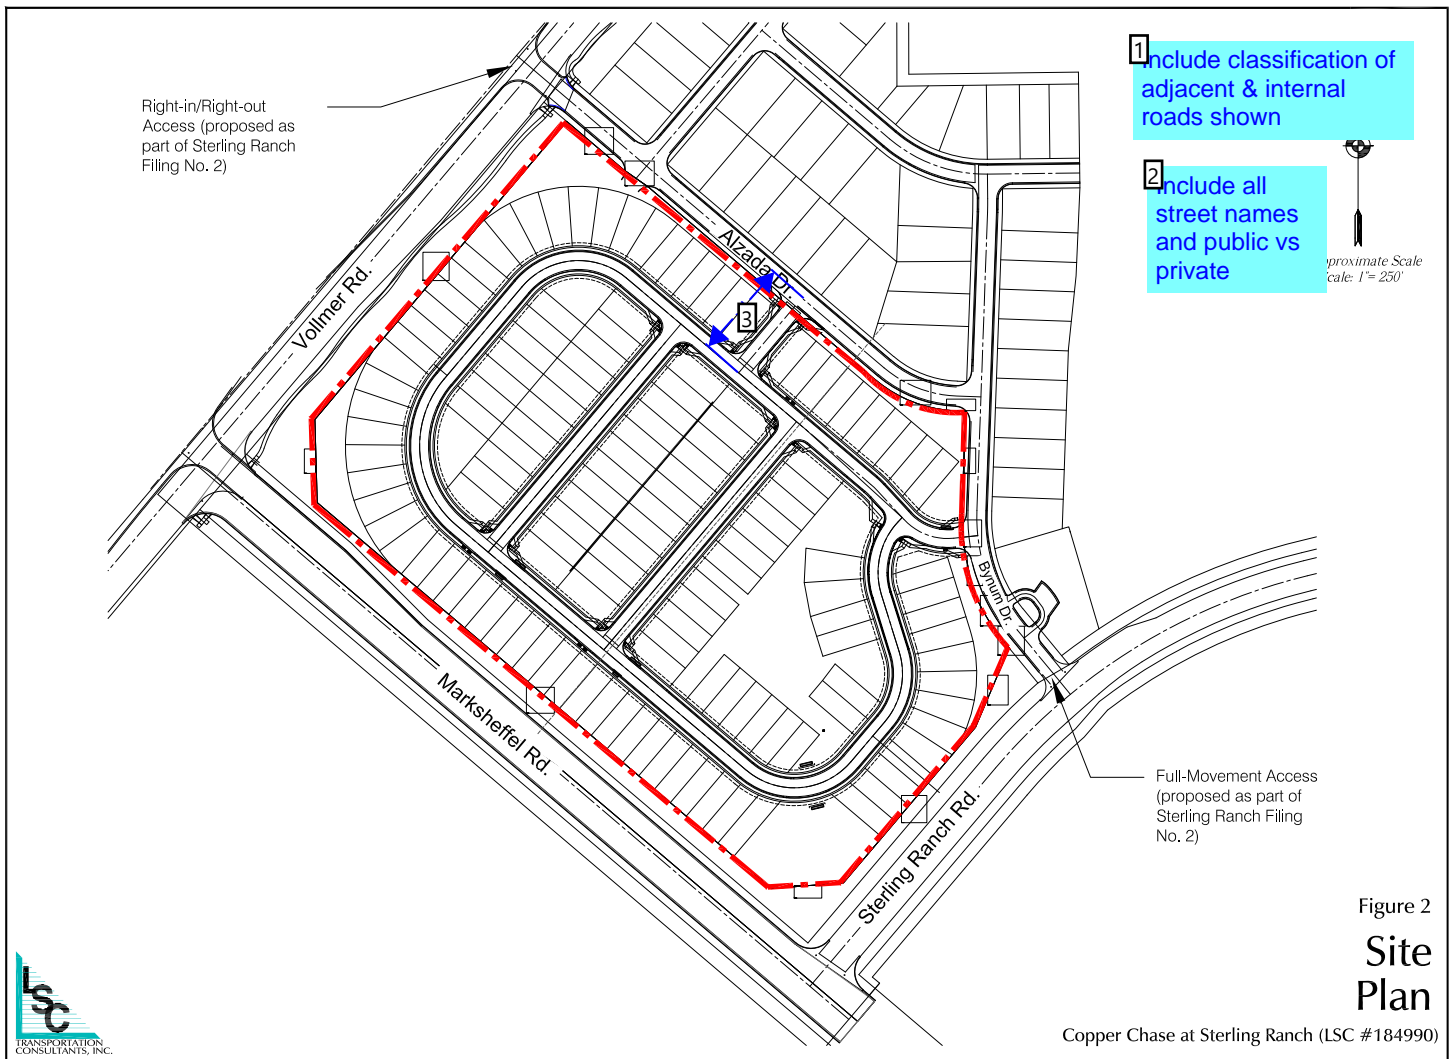 1
Include classification of
adjacent & internal
roads shown
2
Include all
street names
and public vs
private
proximate Scale
cale: 1"= 250'
Right-in/Right-out
Access (proposed as
part of Sterling Ranch
Filing No. 2)
Alzada Dr.
3
Vollmer Rd.
Bynum Dr.
Marksheffel Rd.
Sterling Ranch Rd.
Full-Movement Access
(proposed as part of
Sterling Ranch Filing
No. 2)
Figure 2
Site
Plan
Copper Chase at Sterling Ranch (LSC #184990)
LSC
TRANSPORTATION
CONSULTANTS, INC.